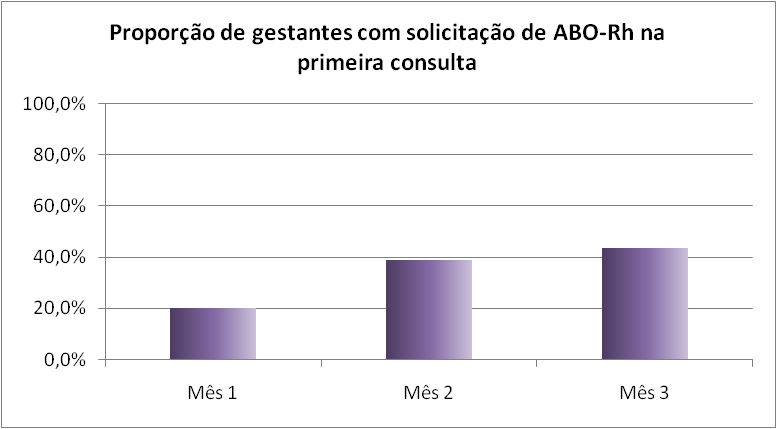 Proporção de gestantes com solicitação de ABO-Rh na
primeira consulta
100,0%
80,0%
60,0%
40,0%
20,0%
0,0%
Mês 1 Mês 2 Mês 3